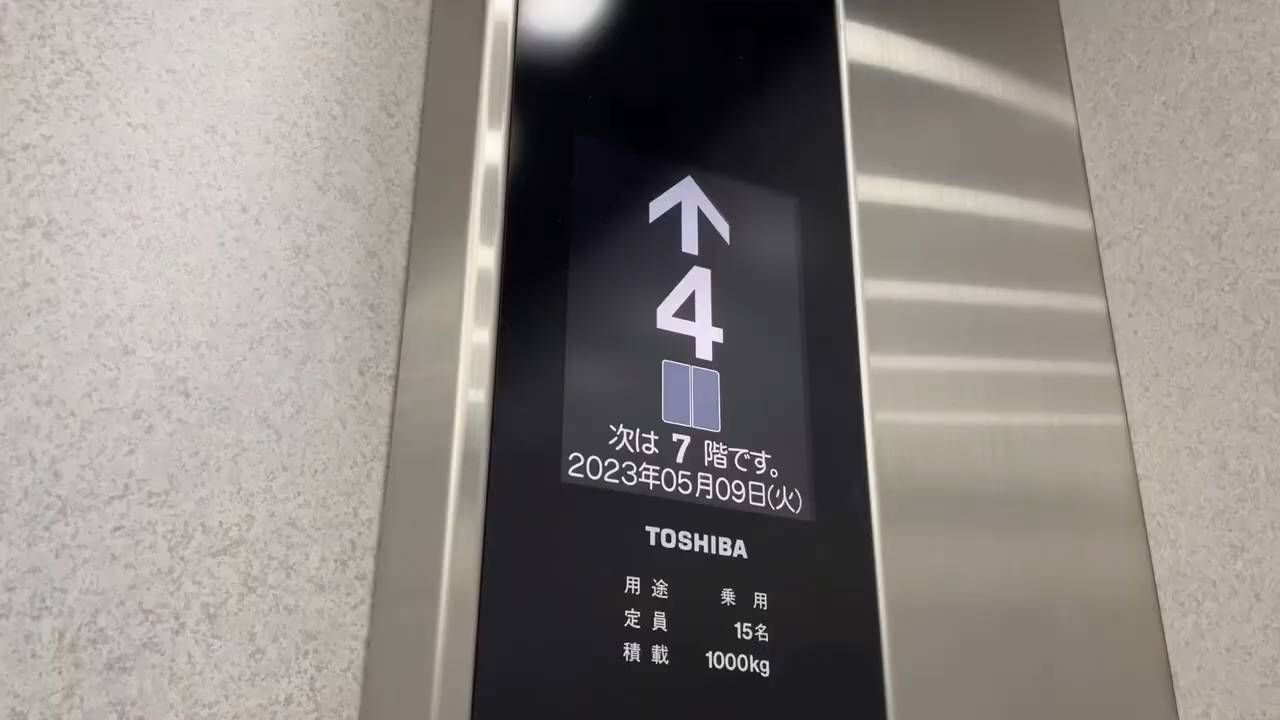 4
次は 7 階です。
2023年05月09日(火)
TOSHIBA
用途 乗用
定員 15名
積載 1000kg